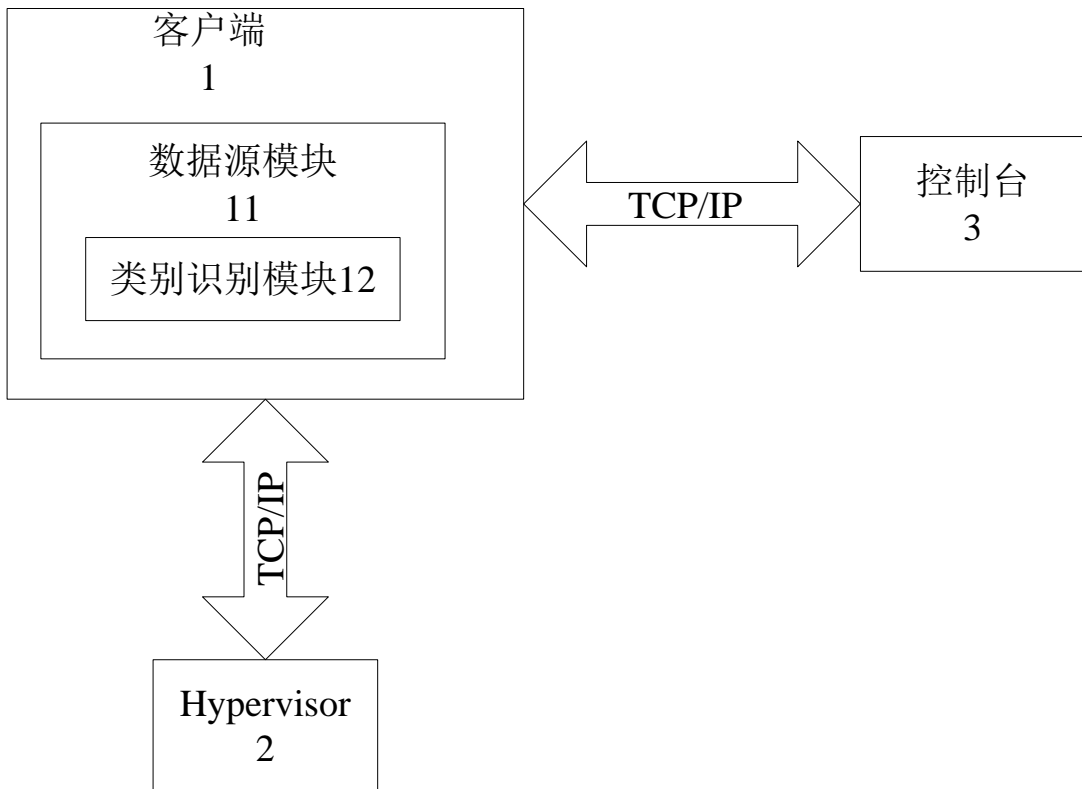 客户端
1
数据源模块
11
类别识别模块12
TCP/IP
控制台
3
TCP/IP
Hypervisor
2